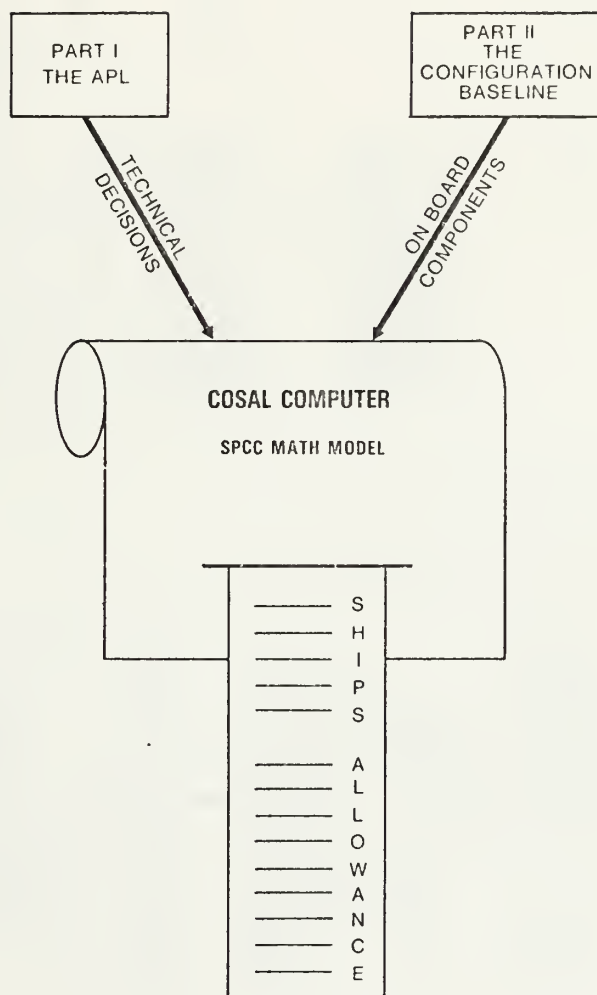 PART I
THE APL
PART II
THE
CONFIGURATION
BASELINE
TECHNICAL
DECISIONS
ON BOARD
COMPONENTS
COSAL COMPUTER
SPCC MATH MODEL
S
H
I
P
S
A
L
L
O
W
A
N
C
E